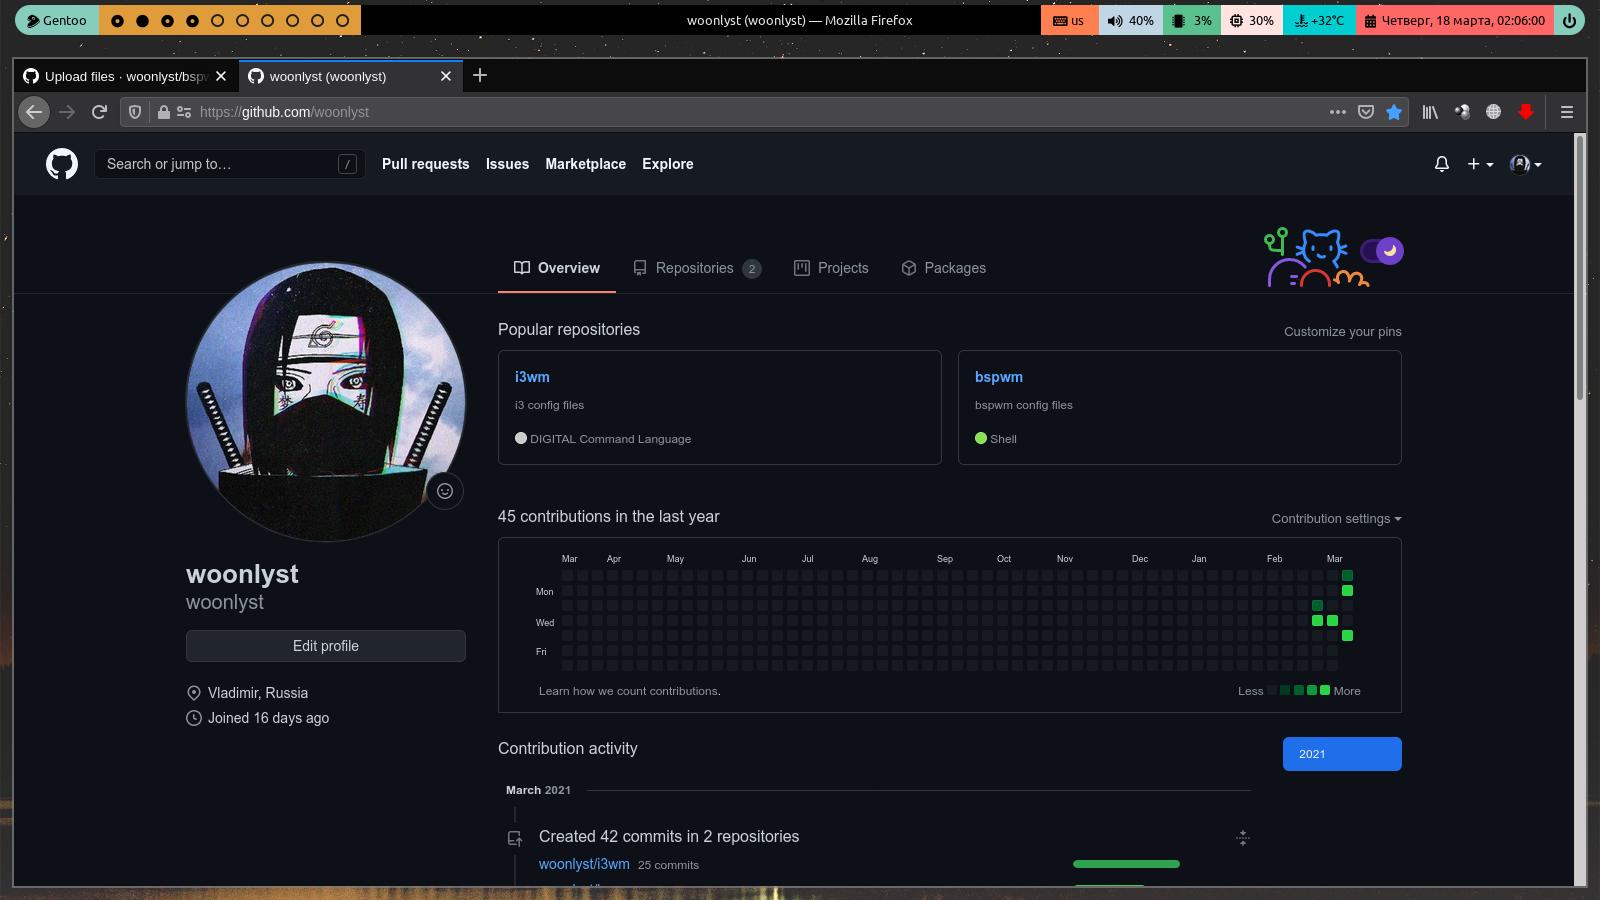 Gentoo
woonlyst (woonlyst) — Mozilla Firefox
us
40%
3%
30%
+32°C
Четверг, 18 марта, 02:06:00
Upload files · woonlyst/bspw
woonlyst (woonlyst)
https://github.com/woonlyst
Search or jump to…
/
Pull requests
Issues
Marketplace
Explore
Overview
Repositories 2
Projects
Packages
Popular repositories
Customize your pins
i3wm
i3 config files
DIGITAL Command Language
bspwm
bspwm config files
Shell
woonlyst
woonlyst
Edit profile
Vladimir, Russia
Joined 16 days ago
45 contributions in the last year
Contribution settings
Mar Apr May Jun Jul Aug Sep Oct Nov Dec Jan Feb Mar
Mon
Wed
Fri
Learn how we count contributions.
Less
More
Contribution activity
2021
March 2021
Created 42 commits in 2 repositories
woonlyst/i3wm 25 commits